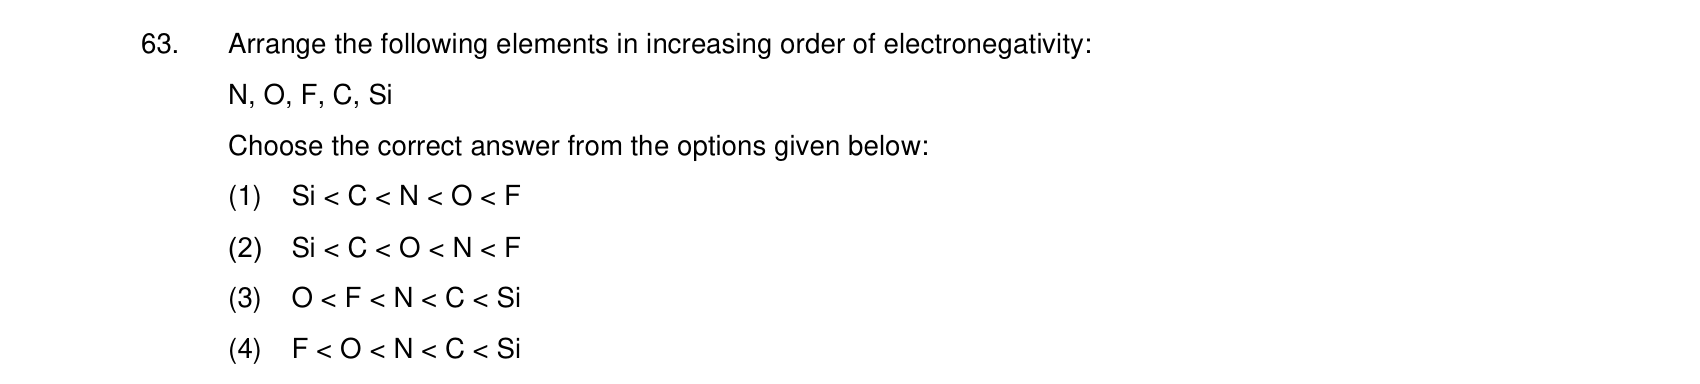 63. Arrange the following elements in increasing order of electronegativity:
N, O, F, C, Si
Choose the correct answer from the options given below:
(1) Si < C < N < O < F
(2) Si < C < O < N < F
(3) O < F < N < C < Si
(4) F < O < N < C < Si